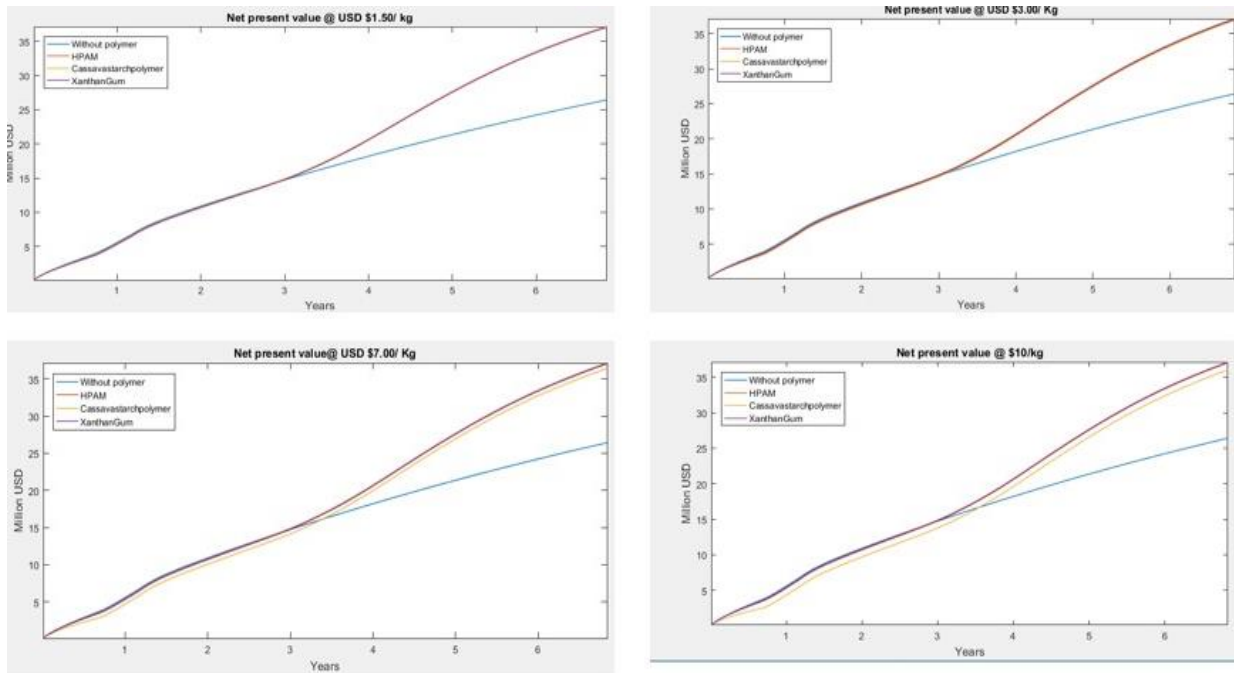 Net present value @ USD $1.50/ kg
Without polymer
HPAM
Cassavastarchpolymer
XanthanGum
35
30
25
20
15
10
5
Million USD
1 2 3 4 5 6
Years
Net present value @ USD $3.00/ Kg
Without polymer
HPAM
Cassavastarchpolymer
XanthanGum
35
30
25
20
15
10
5
Million USD
1 2 3 4 5 6
Years
Net present value@ USD $7.00/ Kg
Without polymer
HPAM
Cassavastarchpolymer
XanthanGum
35
30
25
20
15
10
5
Million USD
1 2 3 4 5 6
Years
Net present value @ $10/kg
Without polymer
HPAM
Cassavastarchpolymer
XanthanGum
35
30
25
20
15
10
5
Million USD
1 2 3 4 5 6
Years